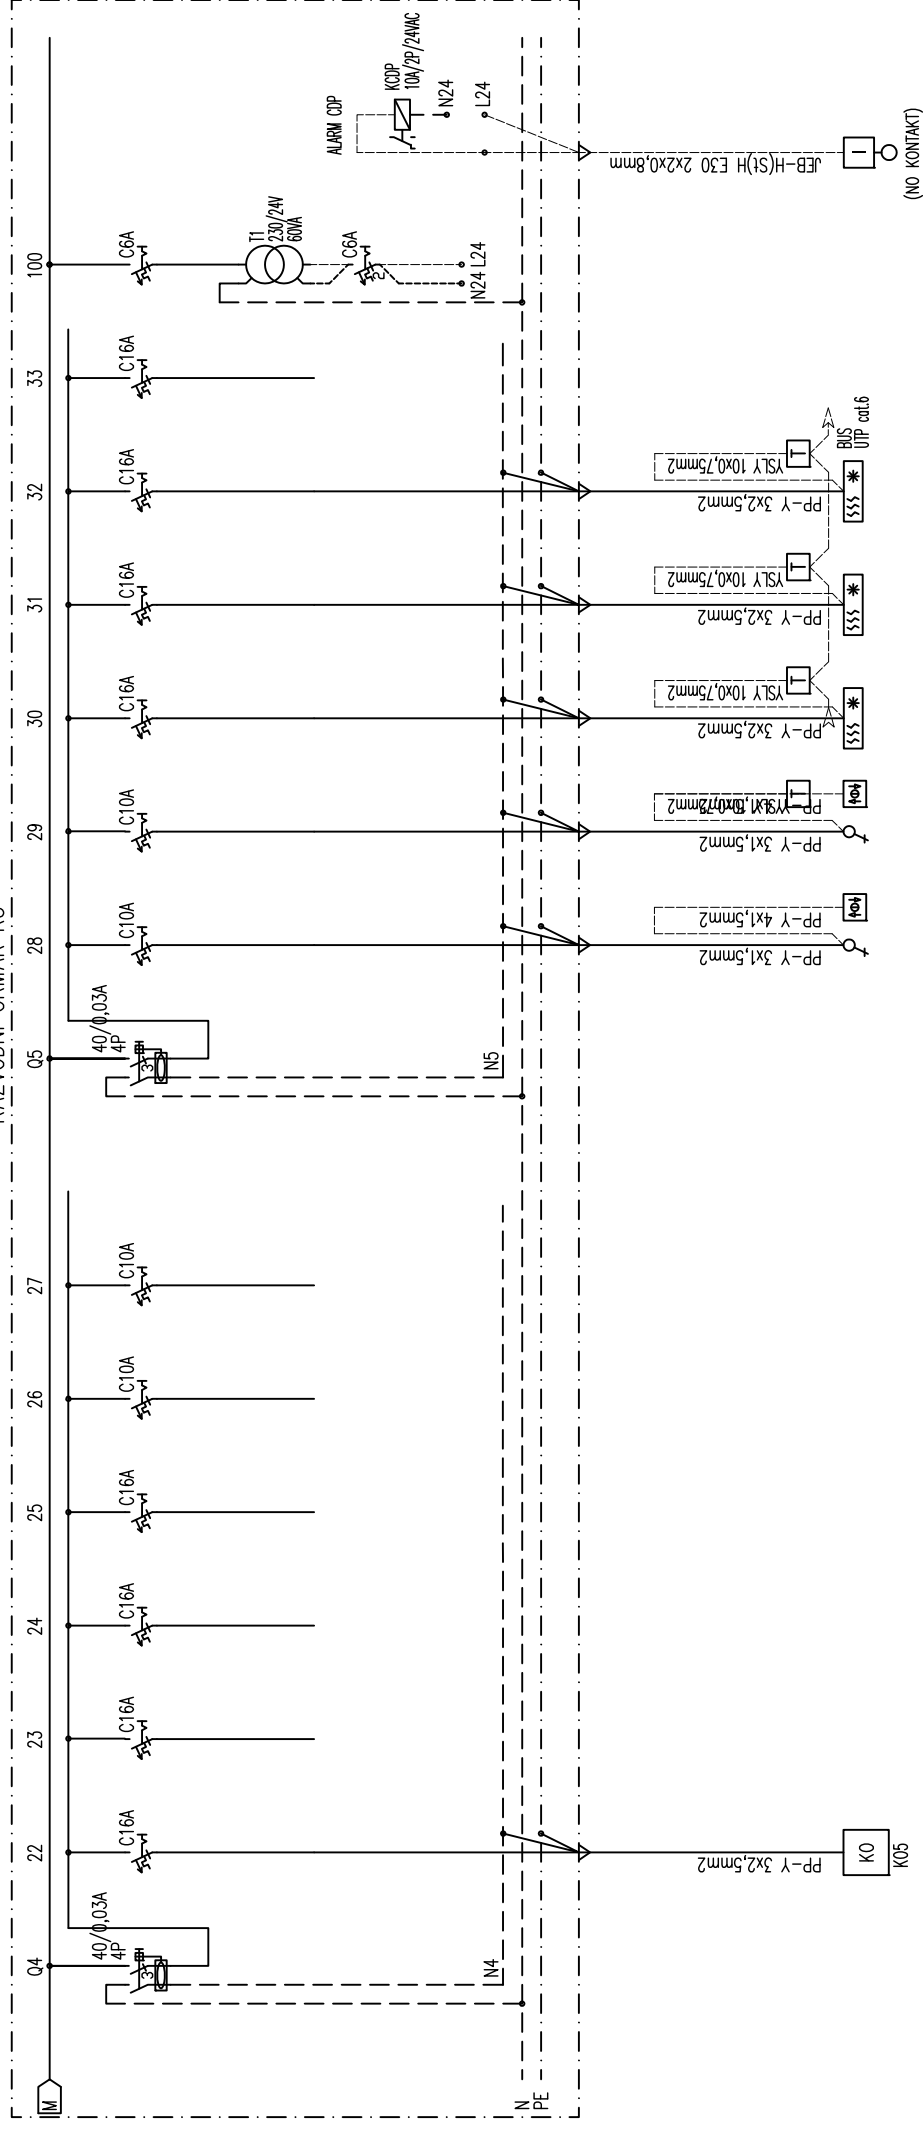 M
N
PE
Q4
40/0,03A
4P
3
N4
22
C16A
PP-Y 3x2,5mm2
KO
KO5
23
C16A
24
C16A
25
C16A
26
C10A
27
C10A
Q5
40/0,03A
4P
3
N5
28
C10A
PP-Y 3x1,5mm2
PP-Y 4x1,5mm2
29
C10A
PP-Y 3x1,5mm2
T
30
C16A
PP-Y 3x2,5mm2
YSLY 10x0,75mm2
T
31
C16A
PP-Y 3x2,5mm2
YSLY 10x0,75mm2
T
32
C16A
PP-Y 3x2,5mm2
YSLY 10x0,75mm2
T
BUS
UTP cat.6
33
C16A
100
C6A
T1
230/24V
60VA
C6A
2
N24 L24
ALARM CDP
KCDP
10A/2P/24VAC
N24
L24
JEB-H(St)H E30 2x2x0,8mm
I
(NO KONTAKT)